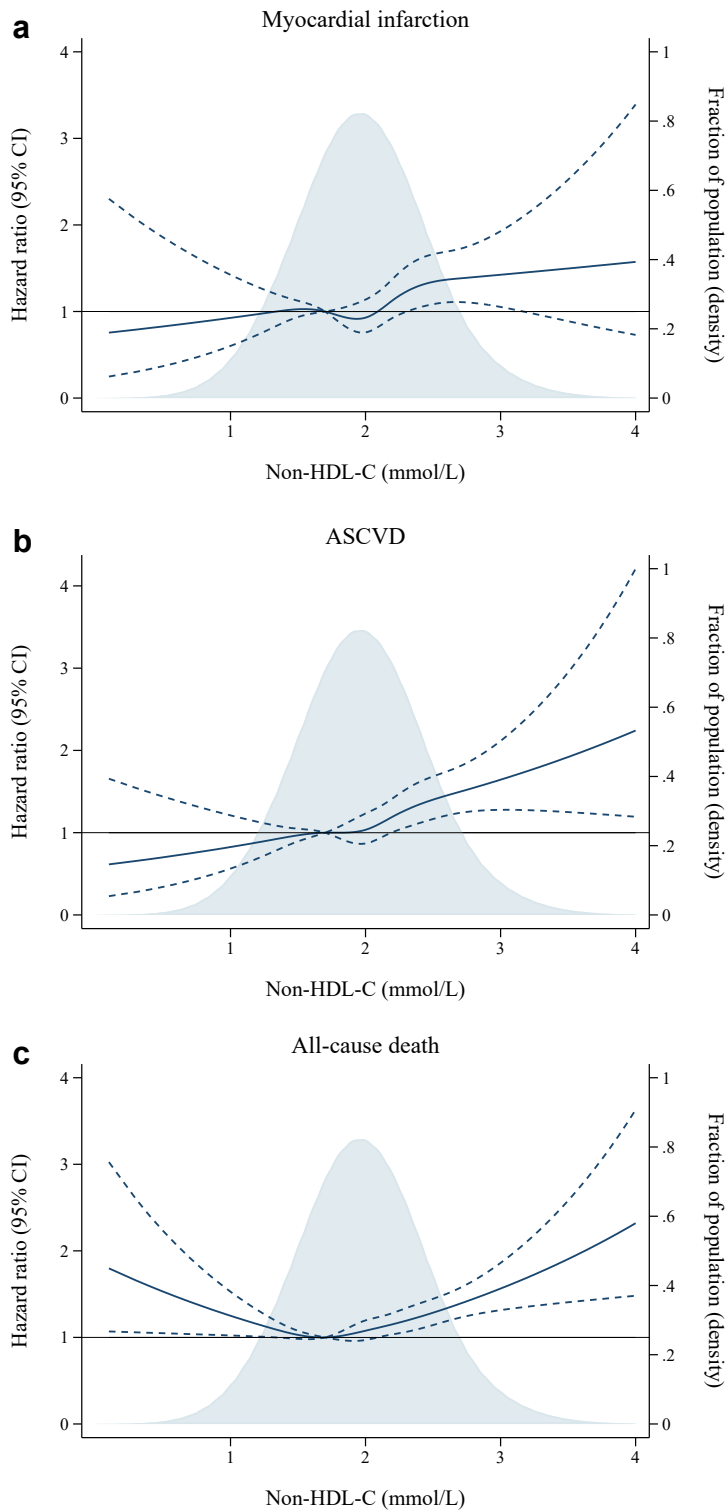 a
Myocardial infarction
Hazard ratio (95% CI)
4
3
2
1
0
1
.8
.6
.4
.2
0
Fraction of population (density)
1 2 3 4
Non-HDL-C (mmol/L)
b
ASCVD
Hazard ratio (95% CI)
4
3
2
1
0
1
.8
.6
.4
.2
0
Fraction of population (density)
1 2 3 4
Non-HDL-C (mmol/L)
c
All-cause death
Hazard ratio (95% CI)
4
3
2
1
0
1
.8
.6
.4
.2
0
Fraction of population (density)
1 2 3 4
Non-HDL-C (mmol/L)